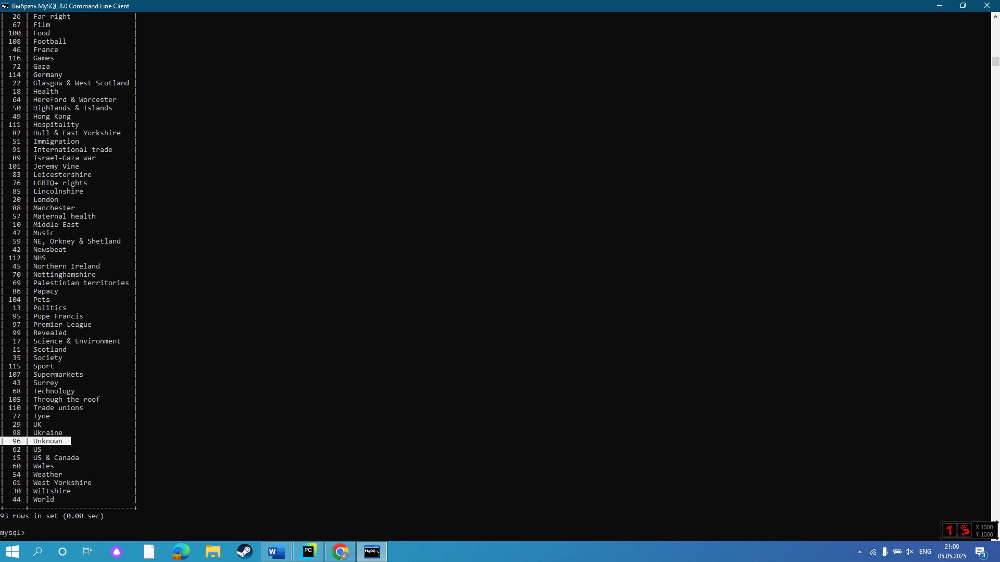 Выбрать MySQL 8.0 Command Line Client
| 26 | Far right |
| 67 | Film |
| 100 | Food |
| 108 | Football |
| 46 | France |
| 116 | Games |
| 72 | Gaza |
| 114 | Germany |
| 22 | Glasgow & West Scotland |
| 18 | Health |
| 64 | Hereford & Worcester |
| 50 | Highlands & Islands |
| 49 | Hong Kong |
| 111 | Hospitality |
| 82 | Hull & East Yorkshire |
| 51 | Immigration |
| 91 | International trade |
| 89 | Israel-Gaza war |
| 101 | Jeremy Vine |
| 83 | Leicestershire |
| 76 | LGBTQ+ rights |
| 85 | Lincolnshire |
| 20 | London |
| 88 | Manchester |
| 57 | Maternal health |
| 10 | Middle East |
| 47 | Music |
| 59 | NE, Orkney & Shetland |
| 42 | Newsbeat |
| 112 | NHS |
| 45 | Northern Ireland |
| 70 | Nottinghamshire |
| 69 | Palestinian territories |
| 86 | Papacy |
| 104 | Pets |
| 13 | Politics |
| 95 | Pope Francis |
| 97 | Premier League |
| 99 | Revealed |
| 17 | Science & Environment |
| 11 | Scotland |
| 35 | Society |
| 115 | Sport |
| 107 | Supermarkets |
| 43 | Surrey |
| 68 | Technology |
| 105 | Through the roof |
| 110 | Trade unions |
| 77 | Tyne |
| 29 | UK |
| 98 | Ukraine |
| 96 | Unknown |
| 62 | US |
| 15 | US & Canada |
| 60 | Wales |
| 54 | Weather |
| 61 | West Yorkshire |
| 30 | Wiltshire |
| 44 | World |
+-----+-------------------------+
93 rows in set (0.00 sec)
mysql>
X 1000
Y 1000
W
PC
A
MySQL
ENG
21:09
05.05.2025
3